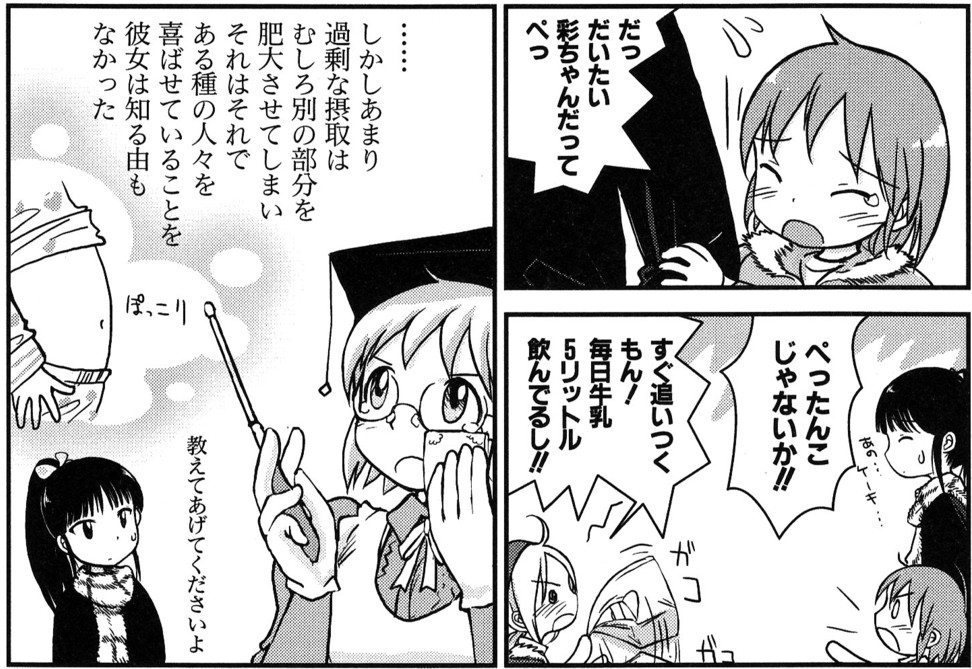 だっ
だいたい
彩ちゃんだって
ぺっ
ぺったんこ
じゃないか!!
あの…
ケーキ…
すぐ追いつく
もん!
毎日牛乳
5リットル
飲んでるし!!
ガコ
……
しかしあまり
過剰な摂取は
むしろ別の部分を
肥大させてしまい
それはそれで
ある種の人々を
喜ばせていることを
彼女は知る由も
なかった
ぽっこり
教えてあげてくださいよ